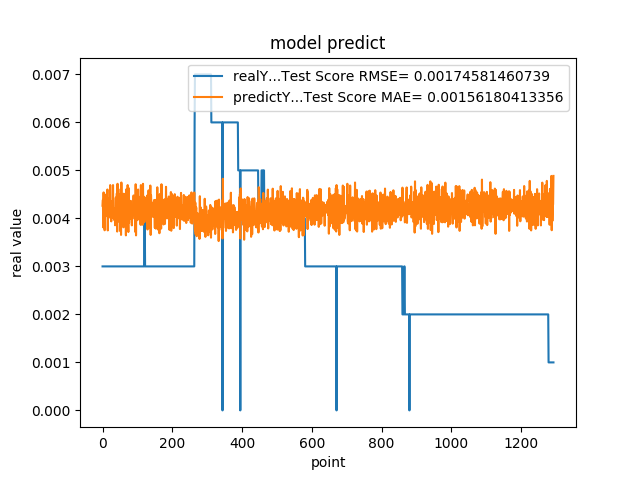 model predict
realY...Test Score RMSE= 0.00174581460739
predictY...Test Score MAE= 0.00156180413356
0.007
0.006
0.005
0.004
0.003
0.002
0.001
0.000
real value
0 200 400 600 800 1000 1200
point